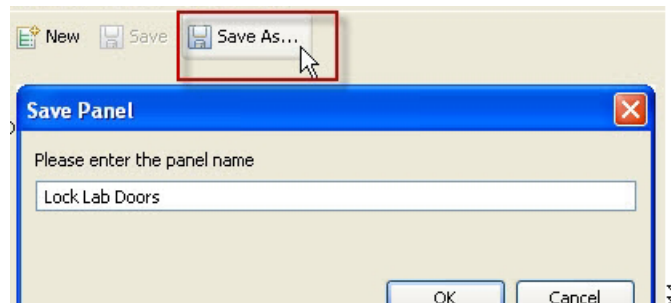 New Save Save As...
Save Panel
Please enter the panel name
Lock Lab Doors
OK Cancel